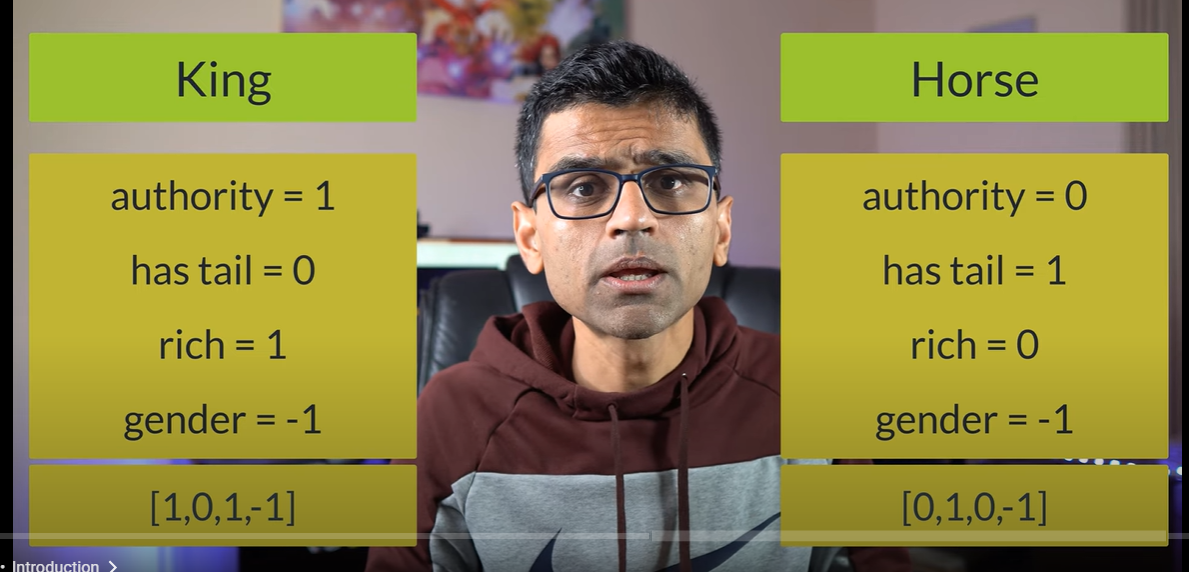 King
authority = 1
has tail = 0
rich = 1
gender = -1
[1,0,1,-1]
Horse
authority = 0
has tail = 1
rich = 0
gender = -1
[0,1,0,-1]
• Introduction >